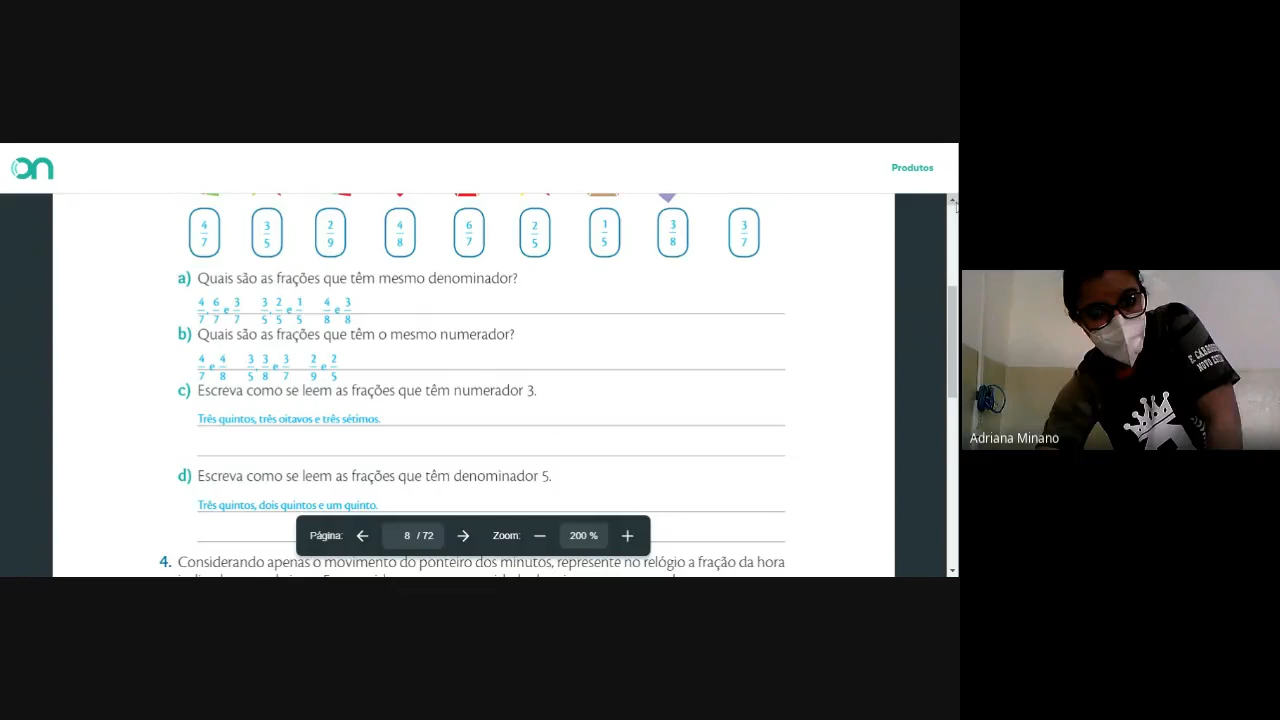 on
Produtos
4/7 3/5 2/9 4/8 6/7 2/5 1/5 3/8 3/7
a) Quais são as frações que têm mesmo denominador?
4/7, 6/7 e 3/7 3/5, 2/5 e 1/5 4/8 e 3/8
b) Quais são as frações que têm o mesmo numerador?
4/7 e 4/8 3/5, 3/8 e 3/7 2/9 e 2/5
c) Escreva como se leem as frações que têm numerador 3.
Três quintos, três oitavos e três sétimos.
d) Escreva como se leem as frações que têm denominador 5.
Três quintos, dois quintos e um quinto.
Página: 8 / 72 Zoom: 200 %
4. Considerando apenas o movimento do ponteiro dos minutos, represente no relógio a fração da hora
Adriana Minano